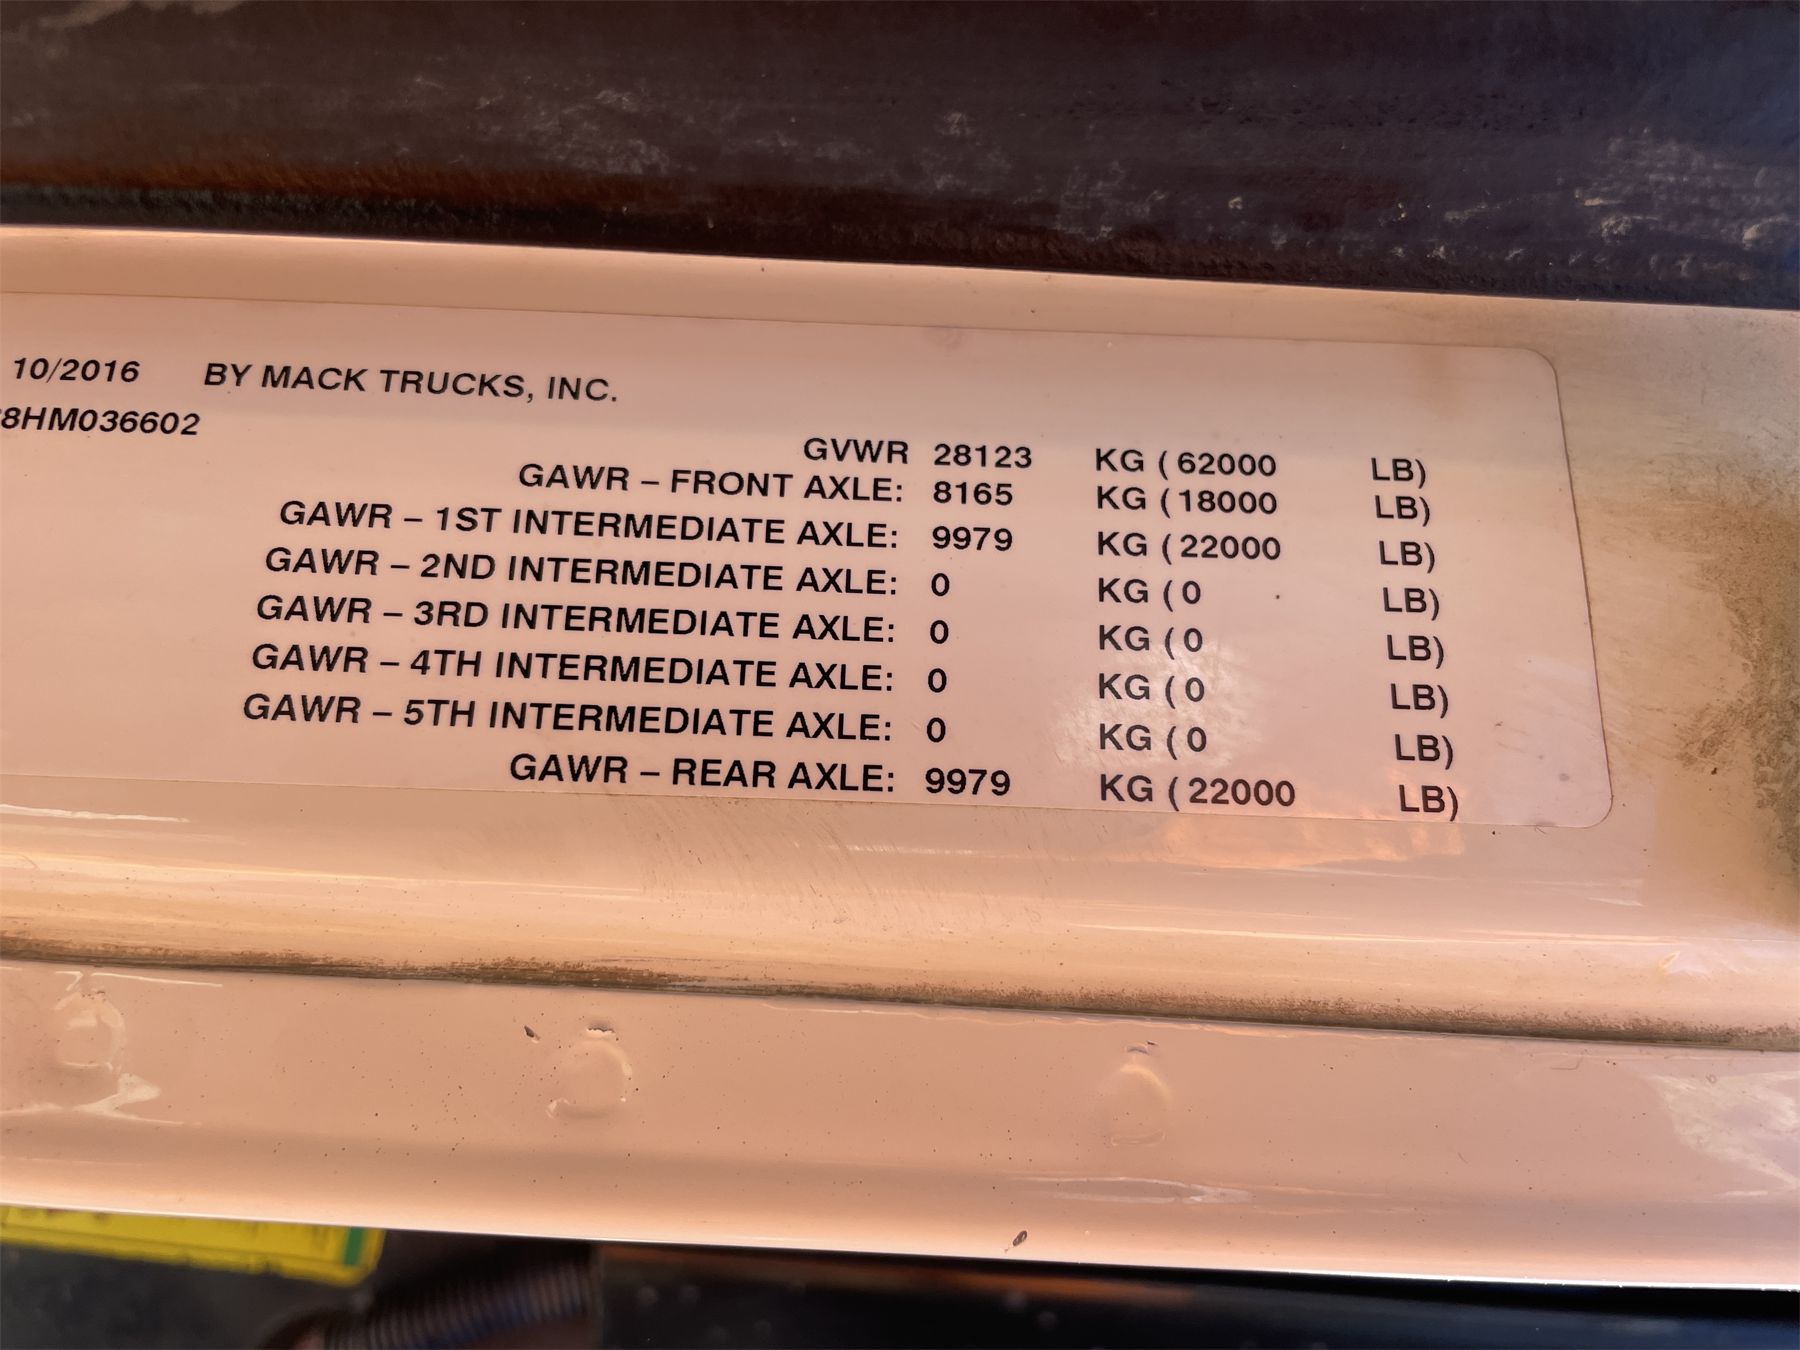 10/2016 BY MACK TRUCKS, INC.
8HM036602
GVWR 28123 KG (62000 LB)
GAWR – FRONT AXLE: 8165 KG (18000 LB)
GAWR – 1ST INTERMEDIATE AXLE: 9979 KG (22000 LB)
GAWR – 2ND INTERMEDIATE AXLE: 0 KG (0 LB)
GAWR – 3RD INTERMEDIATE AXLE: 0 KG (0 LB)
GAWR – 4TH INTERMEDIATE AXLE: 0 KG (0 LB)
GAWR – 5TH INTERMEDIATE AXLE: 0 KG (0 LB)
GAWR – REAR AXLE: 9979 KG (22000 LB)